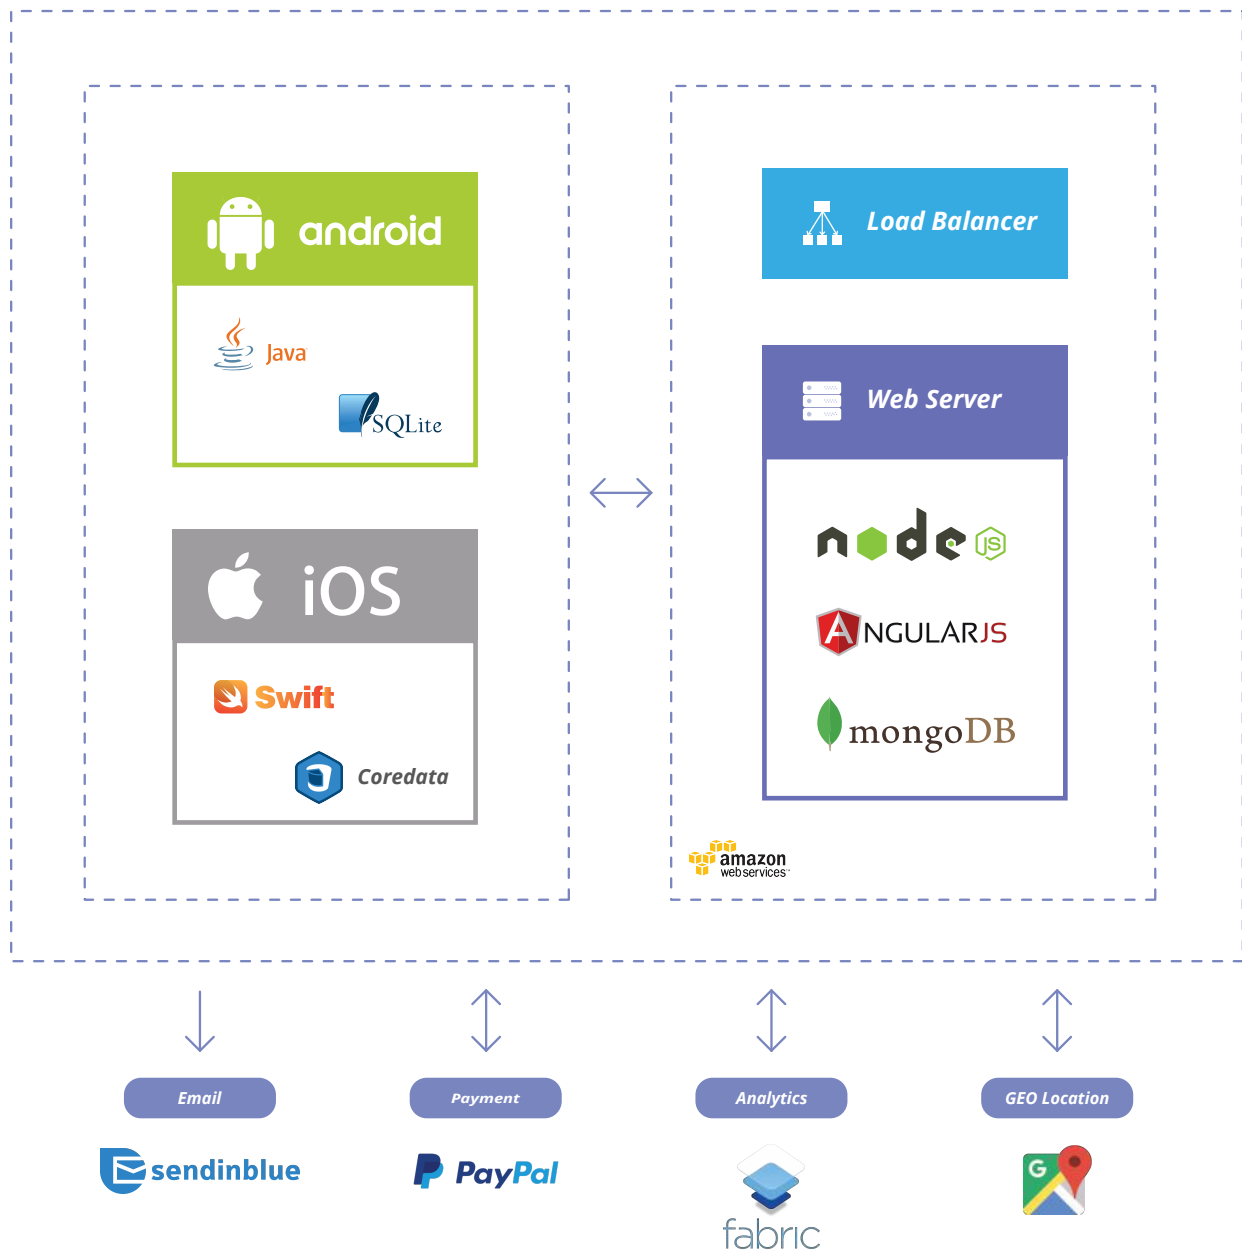 android
Java
SQLite
iOS
Swift
Coredata
Load Balancer
Web Server
node
JS
ANGULARJS
mongoDB
amazon
webservices™
Email
Payment
Analytics
GEO Location
sendinblue
PayPal
G
fabric